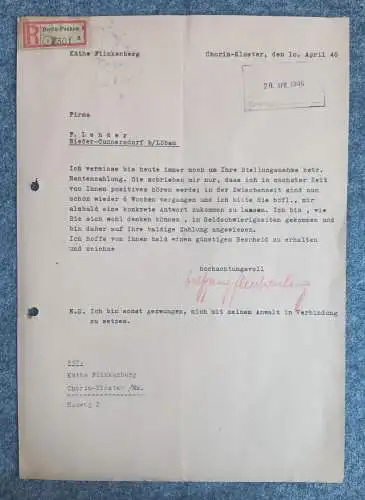 R
Käthe Flinkenberg
Chorin-Kloster, den 10. April 46
APR 1946
Firma
F. Lehder
Nieder-Cunnersdorf b/Löbau
Ich vermisse bis heute immer noch um Ihre Stellungnahme betr.
Rentenzahlung. Sie schrieben mir nur, dass ich in nächster Zeit
von Ihnen positives hören werde; in der Zwischenzeit sind nun
schon wieder 6 Wochen vergangen und ich bitte Sie höfl.., mir
alsbald eine konkrete Antwort zukommen zu lassen. Ich bin , wie
Sie sich wohl denken können , in Geldschwierigkeiten gekommen und
bin daher auf Ihre baldige Zahlung angewiesen.
Ich hoffe von Ihnen bald einen günstigen Bescheid zu erhalten
und zeichne
hochachtungsvoll
N.S. Ich bin sonst gezwungen, mich mit meinem Anwalt in Verbindung
zu setzen.
Käthe Flinkenberg
Chorin-Kloster